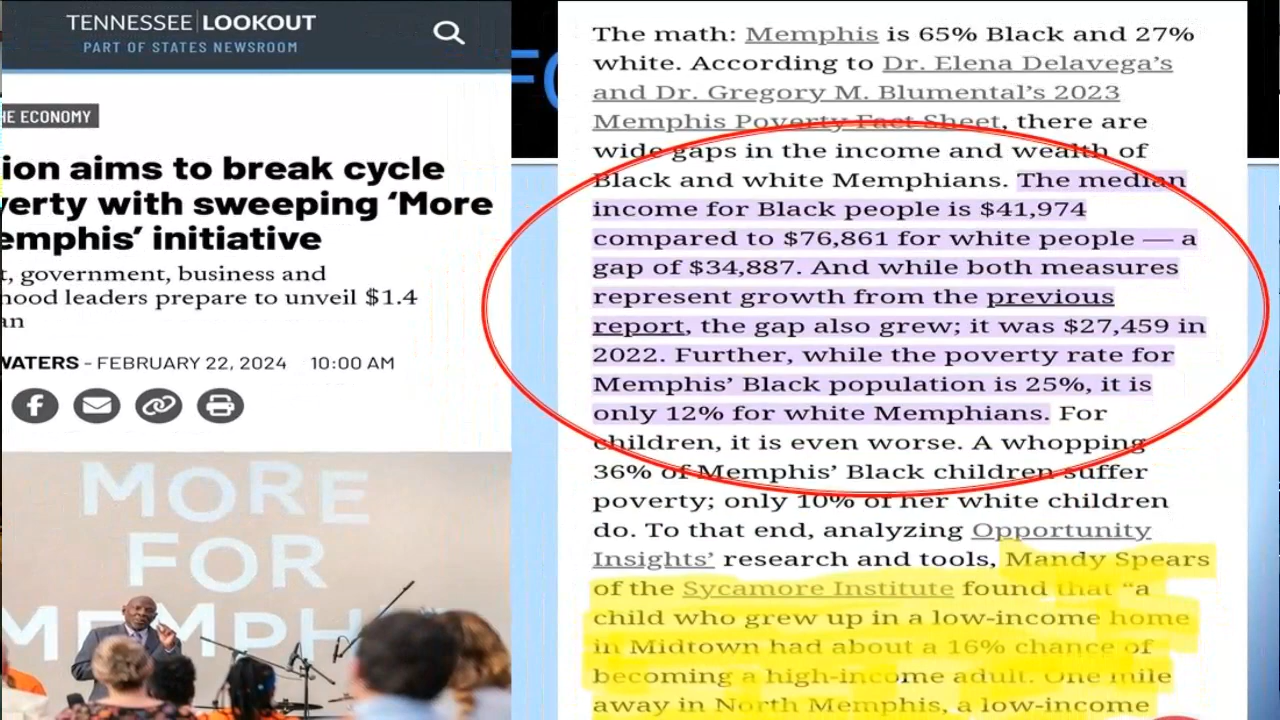 TENNESSEE | LOOKOUT
PART OF STATES NEWSROOM
HE ECONOMY
ion aims to break cycle
verty with sweeping ‘More
emphis’ initiative
t, government, business and
hood leaders prepare to unveil $1.4
an
WATERS - FEBRUARY 22, 2024 10:00 AM
MORE
FOR
MEMPH
FO
The math: Memphis is 65% Black and 27%
white. According to Dr. Elena Delavega’s
and Dr. Gregory M. Blumental’s 2023
Memphis Poverty Fact Sheet, there are
wide gaps in the income and wealth of
Black and white Memphians. The median
income for Black people is $41,974
compared to $76,861 for white people — a
gap of $34,887. And while both measures
represent growth from the previous
report, the gap also grew; it was $27,459 in
2022. Further, while the poverty rate for
Memphis’ Black population is 25%, it is
only 12% for white Memphians. For
children, it is even worse. A whopping
36% of Memphis’ Black children suffer
poverty; only 10% of her white children
do. To that end, analyzing Opportunity
Insights’ research and tools, Mandy Spears
of the Sycamore Institute found that “a
child who grew up in a low-income home
in Midtown had about a 16% chance of
becoming a high-income adult. One mile
away in North Memphis, a low-income